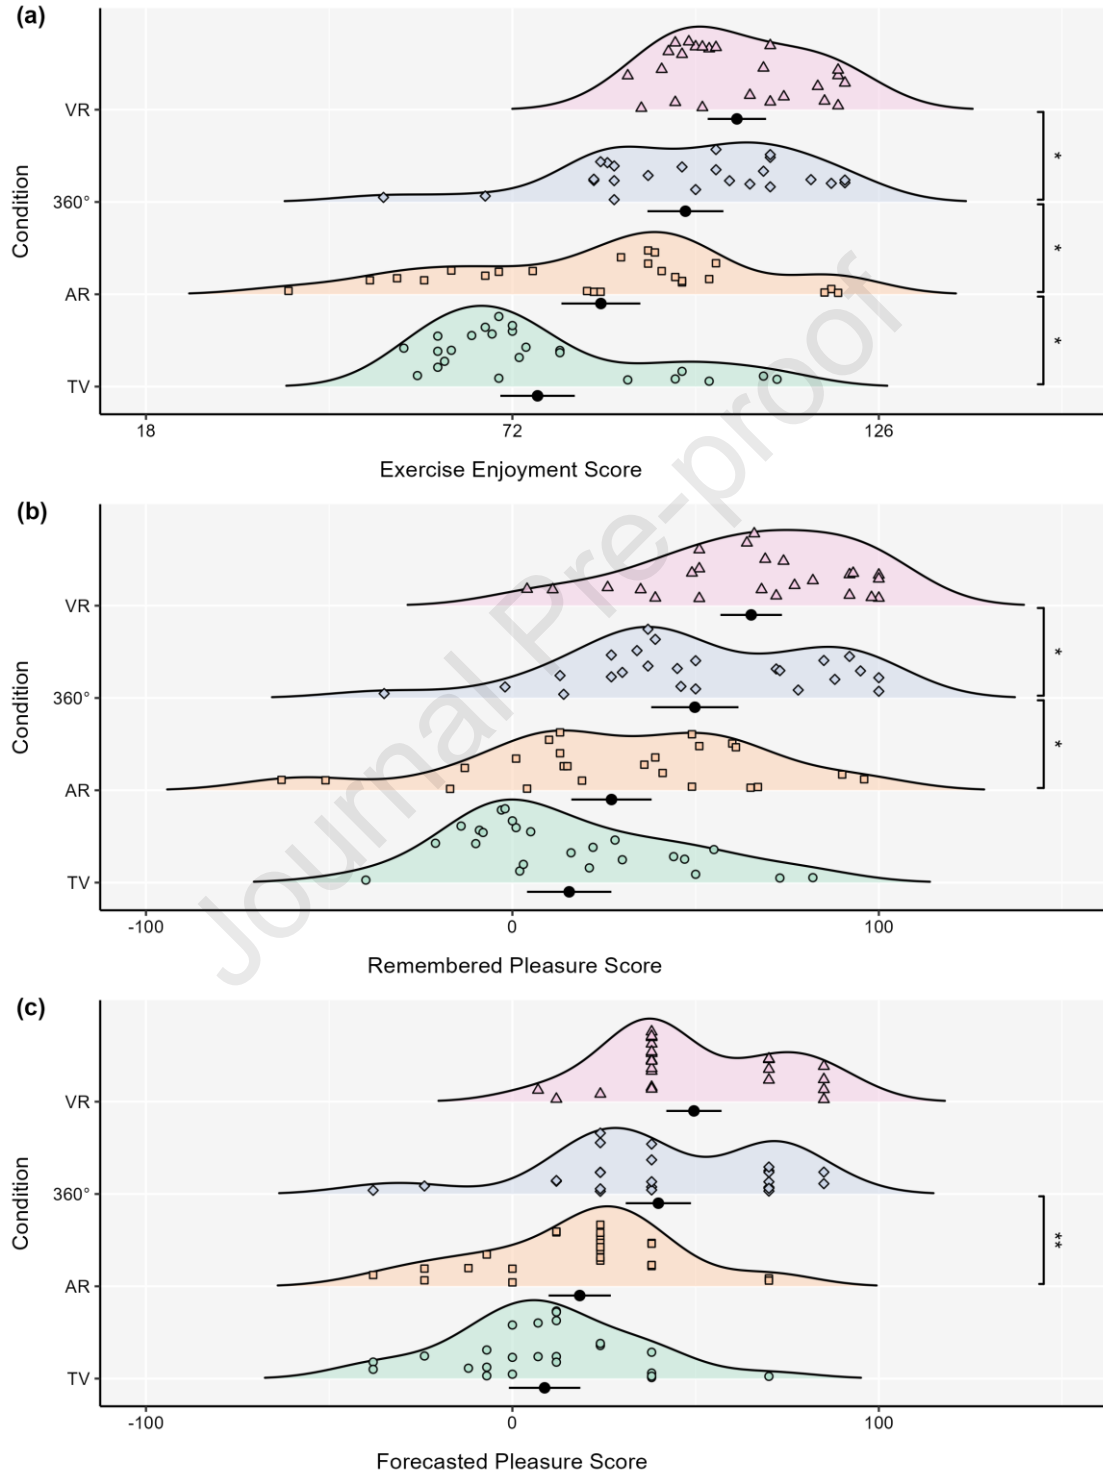 (a)
VR
*
360°
*
AR
*
TV
Condition
18 72 126
Exercise Enjoyment Score
(b)
VR
*
360°
*
AR
TV
Condition
-100 0 100
Remembered Pleasure Score
(c)
VR
360°
**
AR
TV
Condition
-100 0 100
Forecasted Pleasure Score
Journal Pre-proof